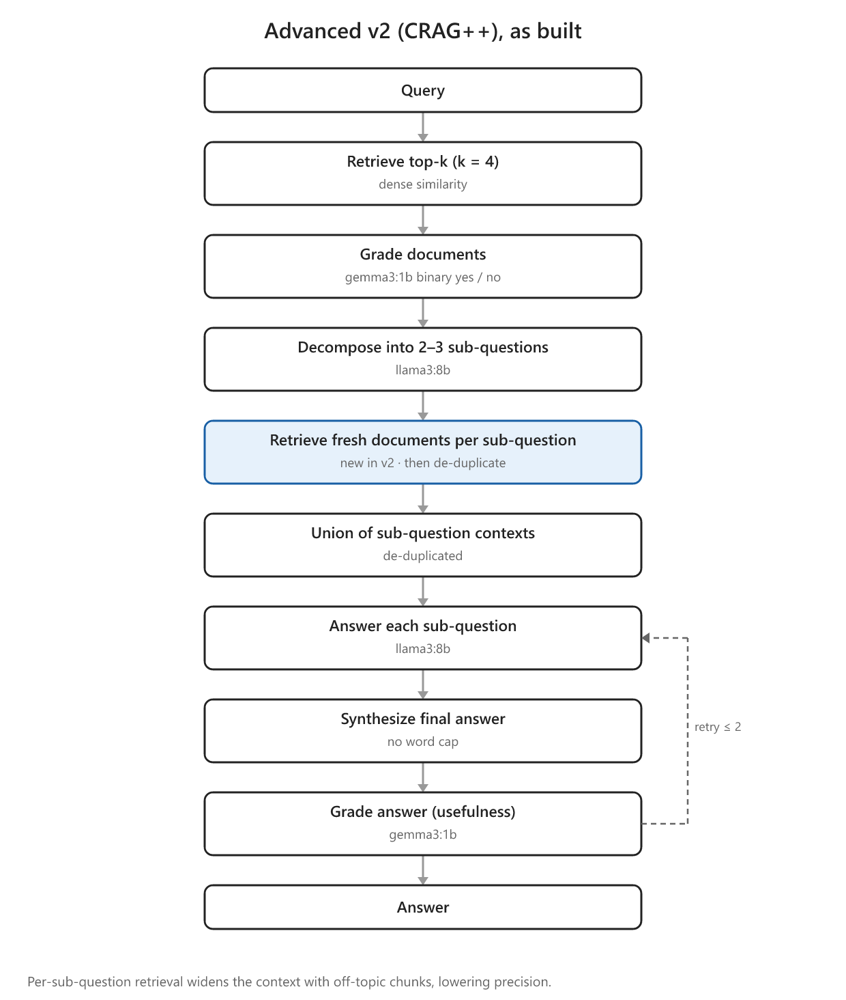 Advanced v2 (CRAG++), as built
Query
Retrieve top-k (k = 4)
dense similarity
Grade documents
gemma3:1b binary yes / no
Decompose into 2–3 sub-questions
llama3:8b
Retrieve fresh documents per sub-question
new in v2 · then de-duplicate
Union of sub-question contexts
de-duplicated
Answer each sub-question
llama3:8b
Synthesize final answer
no word cap
retry ≤ 2
Grade answer (usefulness)
gemma3:1b
Answer
Per-sub-question retrieval widens the context with off-topic chunks, lowering precision.